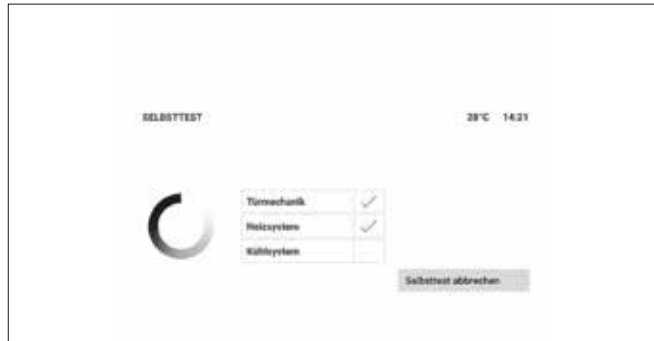 SELBSTTEST 28°C 14:21
Türmechanik
Heizsystem
Kühlsystem
Selbsttest abbrechen